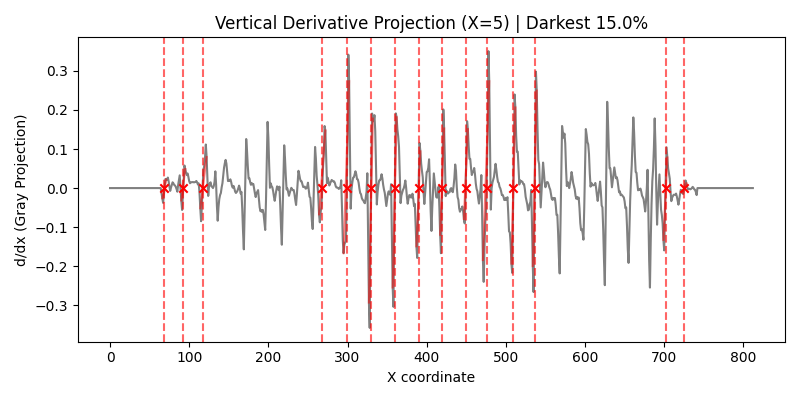 Vertical Derivative Projection (X=5) | Darkest 15.0%
d/dx (Gray Projection)
0.3
0.2
0.1
0.0
−0.1
−0.2
−0.3
0 100 200 300 400 500 600 700 800
X coordinate